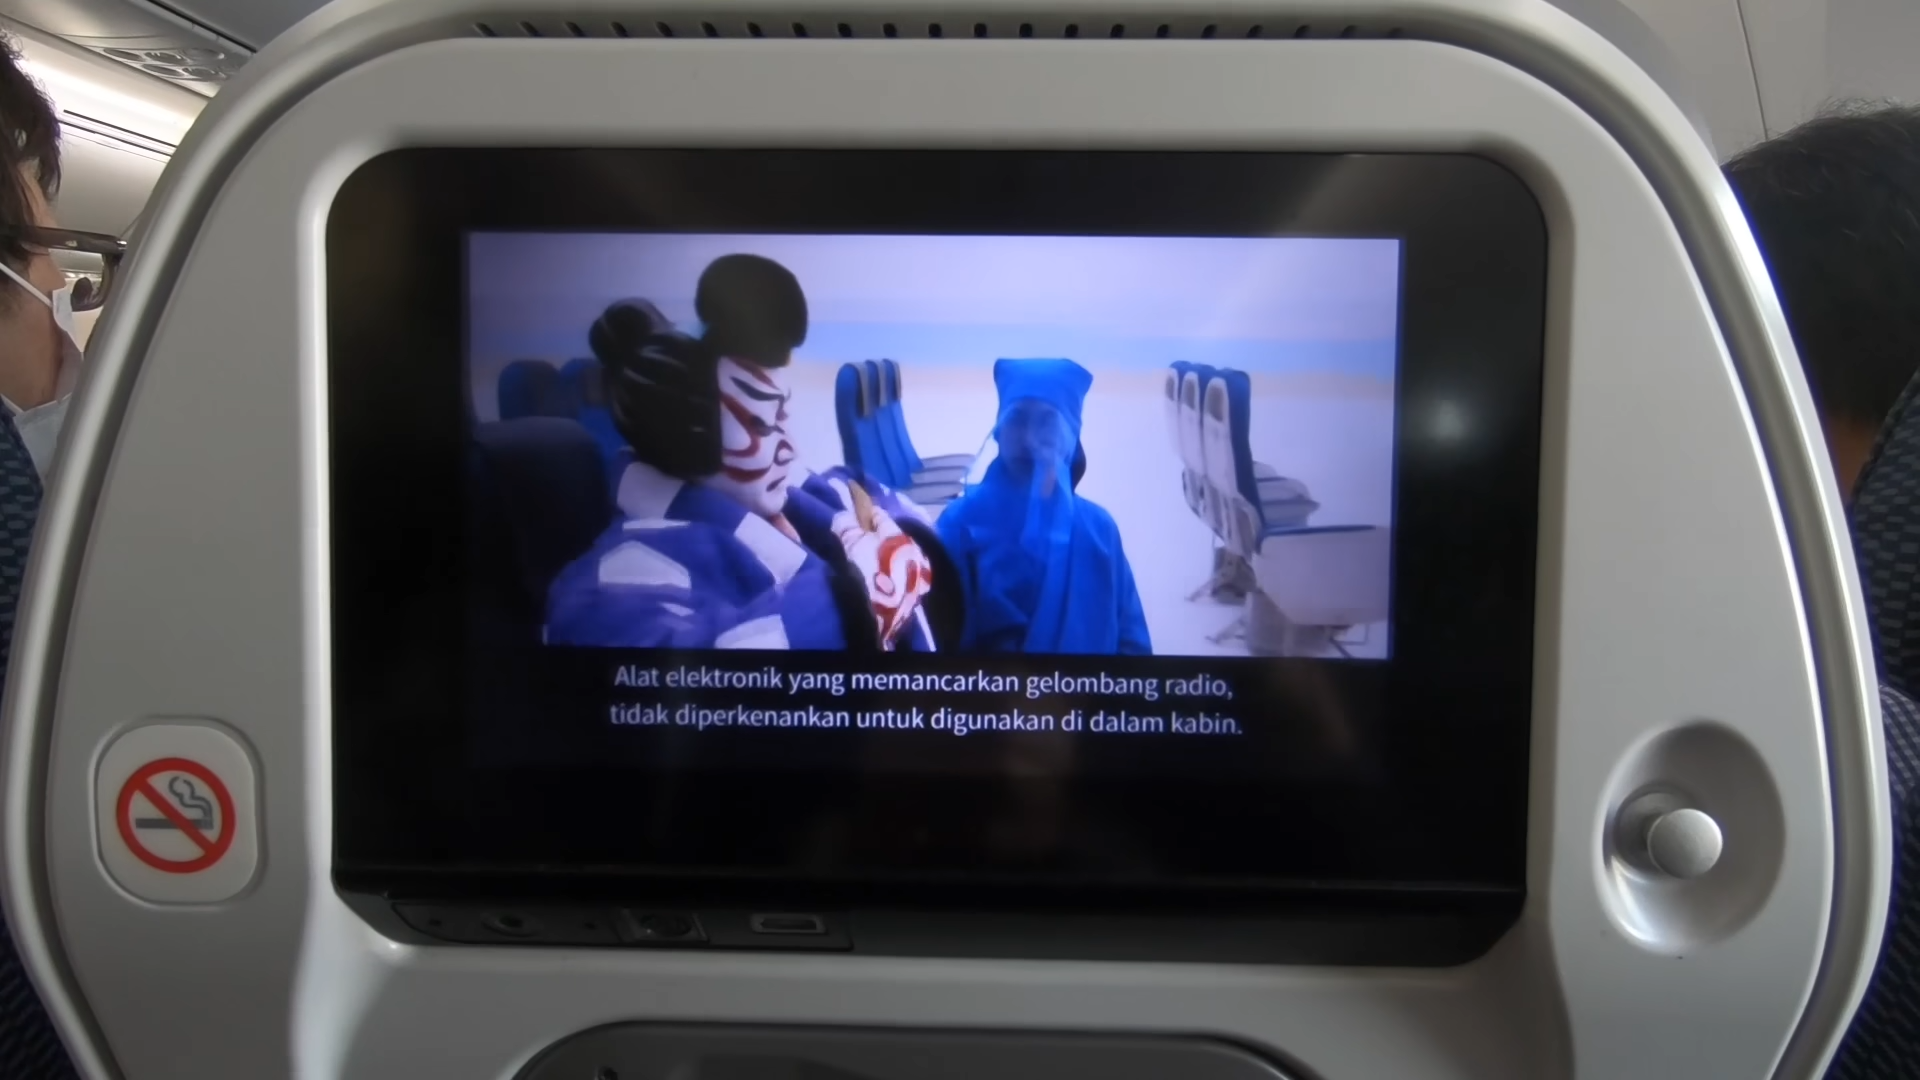 Alat elektronik yang memancarkan gelombang radio,
tidak diperkenankan untuk digunakan di dalam kabin.